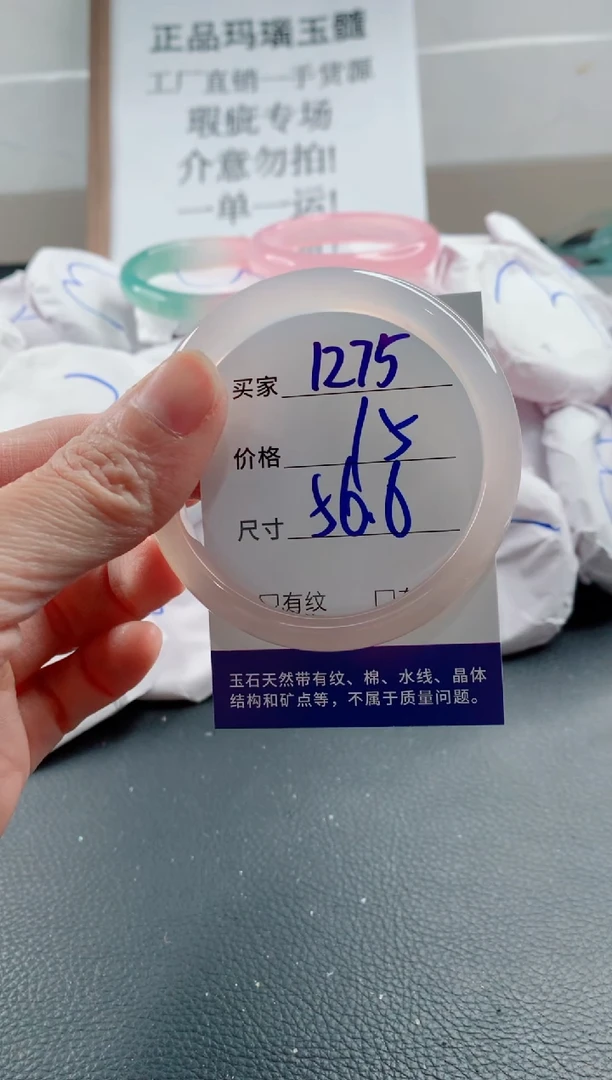 正品玛瑙玉髓
工厂直销一手货源
瑕疵专场
介意勿拍!
一单一运!
买家 1275
价格 15
尺寸 56.6
□有纹 □
玉石天然带有纹、棉、水线、晶体
结构和矿点等，不属于质量问题。